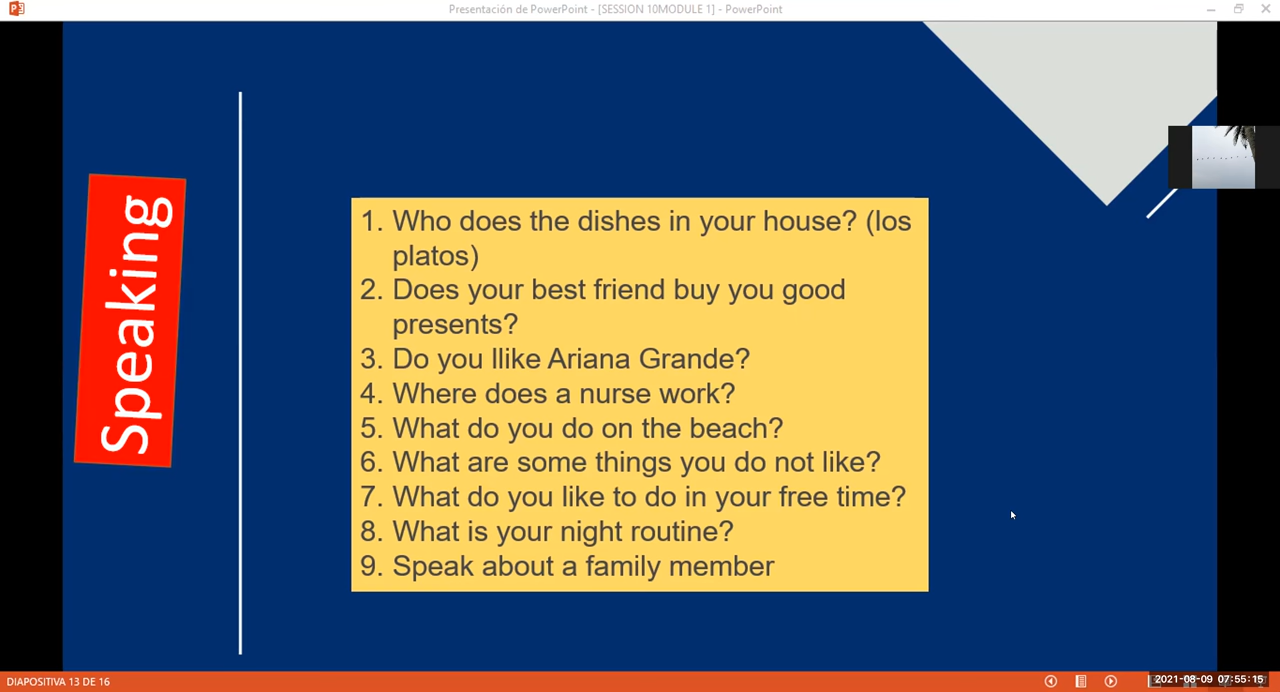 Presentación de PowerPoint - [SESSION 10MODULE 1] - PowerPoint
Speaking
1. Who does the dishes in your house? (los
platos)
2. Does your best friend buy you good
presents?
3. Do you llike Ariana Grande?
4. Where does a nurse work?
5. What do you do on the beach?
6. What are some things you do not like?
7. What do you like to do in your free time?
8. What is your night routine?
9. Speak about a family member
DIAPOSITIVA 13 DE 16
2021-08-09 07:55:15